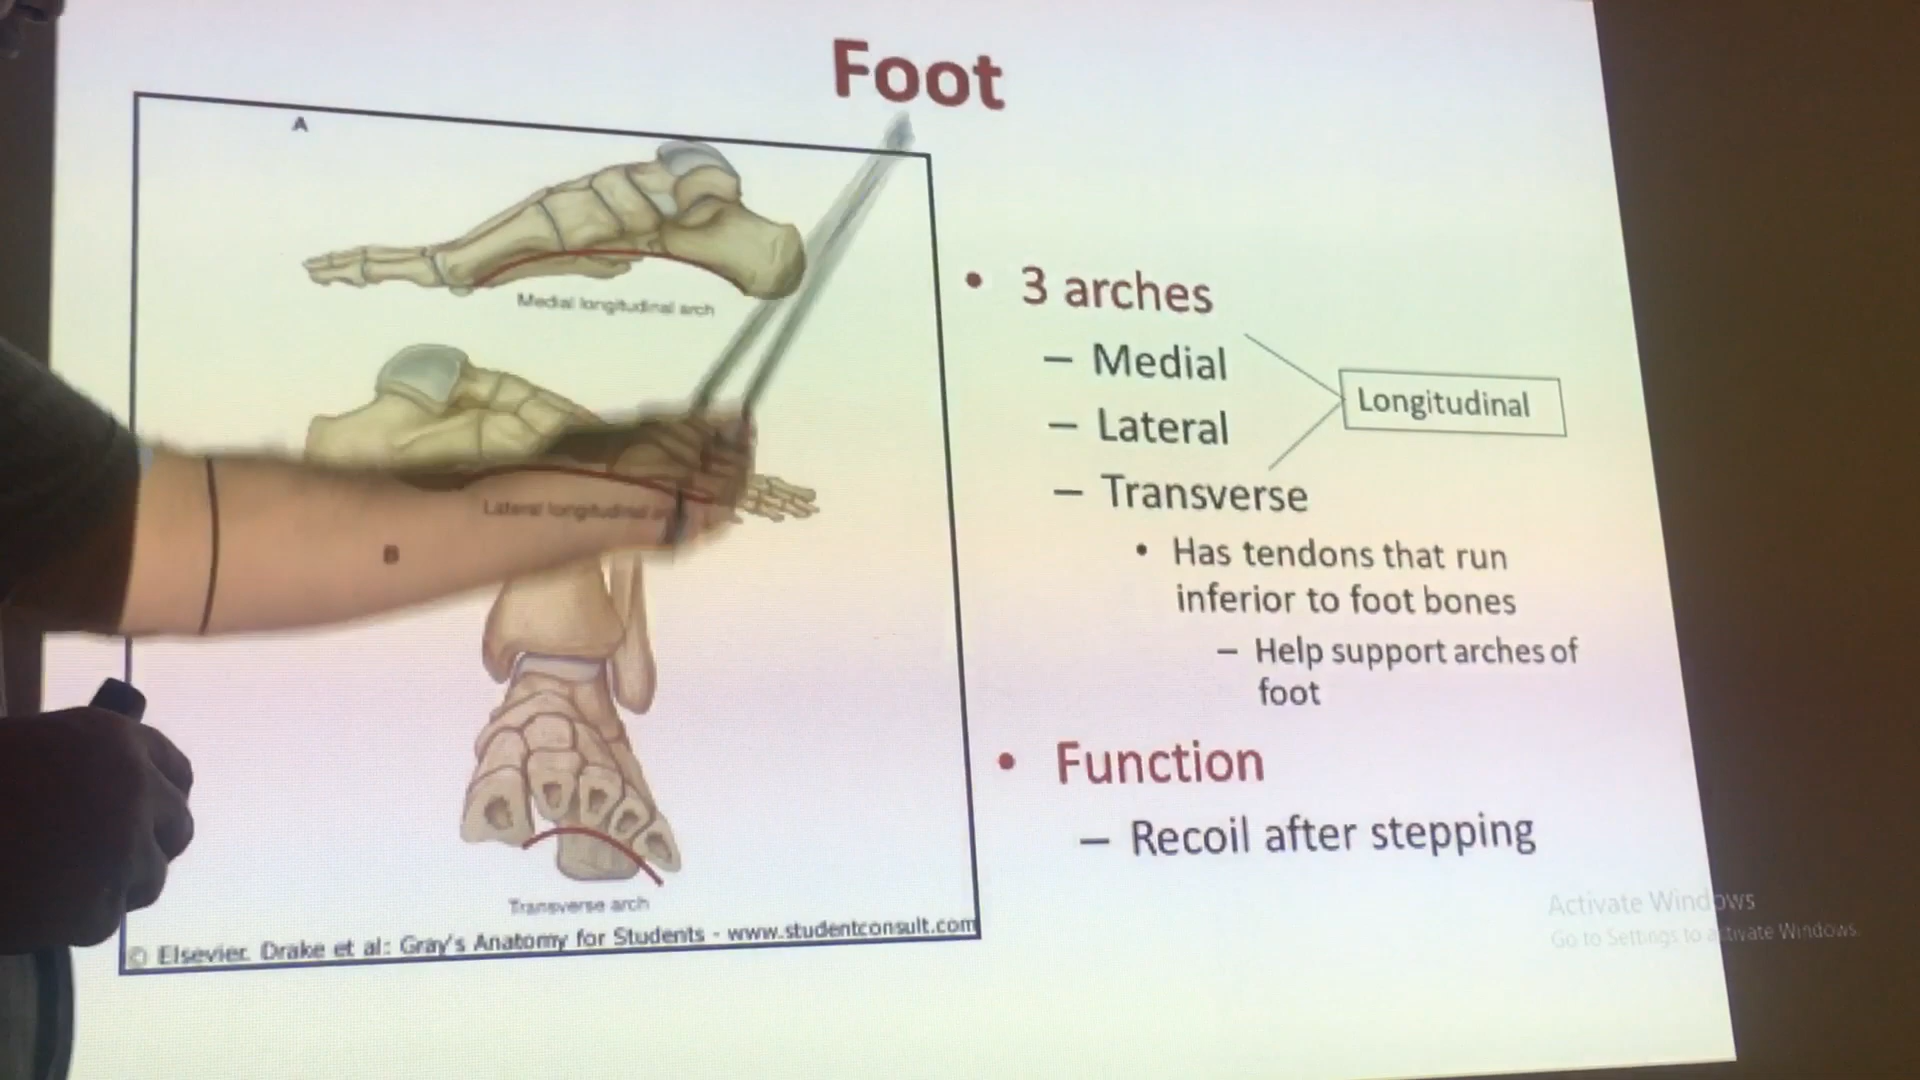 Foot
A
Medial longitudinal arch
Lateral longitudinal
B
Transverse arch
© Elsevier. Drake et al: Gray's Anatomy for Students - www.studentconsult.com
• 3 arches
– Medial
– Lateral
– Transverse
Longitudinal
• Has tendons that run
inferior to foot bones
– Help support arches of
foot
• Function
– Recoil after stepping
Activate Windows
Go to Settings to activate Windows.